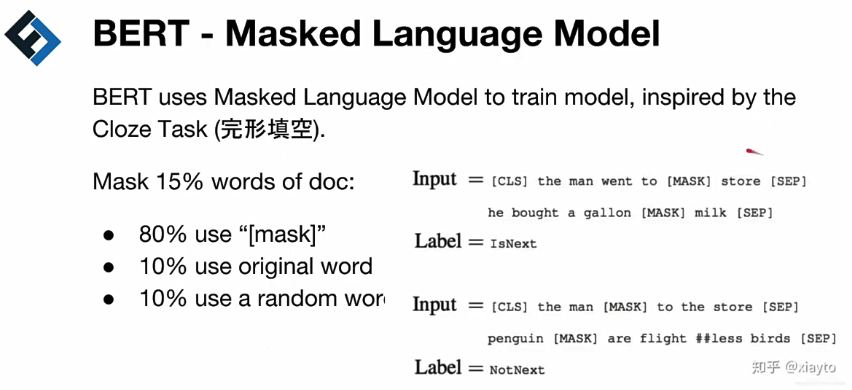 BERT - Masked Language Model
BERT uses Masked Language Model to train model, inspired by the
Cloze Task (完形填空).
Mask 15% words of doc:
● 80% use “[mask]”
● 10% use original word
● 10% use a random wor
Input = [CLS] the man went to [MASK] store [SEP]
he bought a gallon [MASK] milk [SEP]
Label = IsNext
Input = [CLS] the man [MASK] to the store [SEP]
penguin [MASK] are flight ##less birds [SEP]
Label = NotNext
知乎 @xiayto